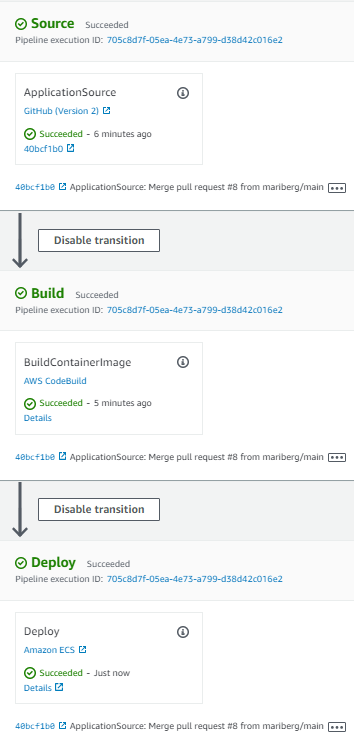 Source Succeeded
Pipeline execution ID: 705c8d7f-05ea-4e73-a799-d38d42c016e2
ApplicationSource
GitHub (Version 2)
Succeeded - 6 minutes ago
40bcf1b0
40bcf1b0 ApplicationSource: Merge pull request #8 from mariberg/main
Disable transition
Build Succeeded
Pipeline execution ID: 705c8d7f-05ea-4e73-a799-d38d42c016e2
BuildContainerImage
AWS CodeBuild
Succeeded - 5 minutes ago
Details
40bcf1b0 ApplicationSource: Merge pull request #8 from mariberg/main
Disable transition
Deploy Succeeded
Pipeline execution ID: 705c8d7f-05ea-4e73-a799-d38d42c016e2
Deploy
Amazon ECS
Succeeded - Just now
Details
40bcf1b0 ApplicationSource: Merge pull request #8 from mariberg/main